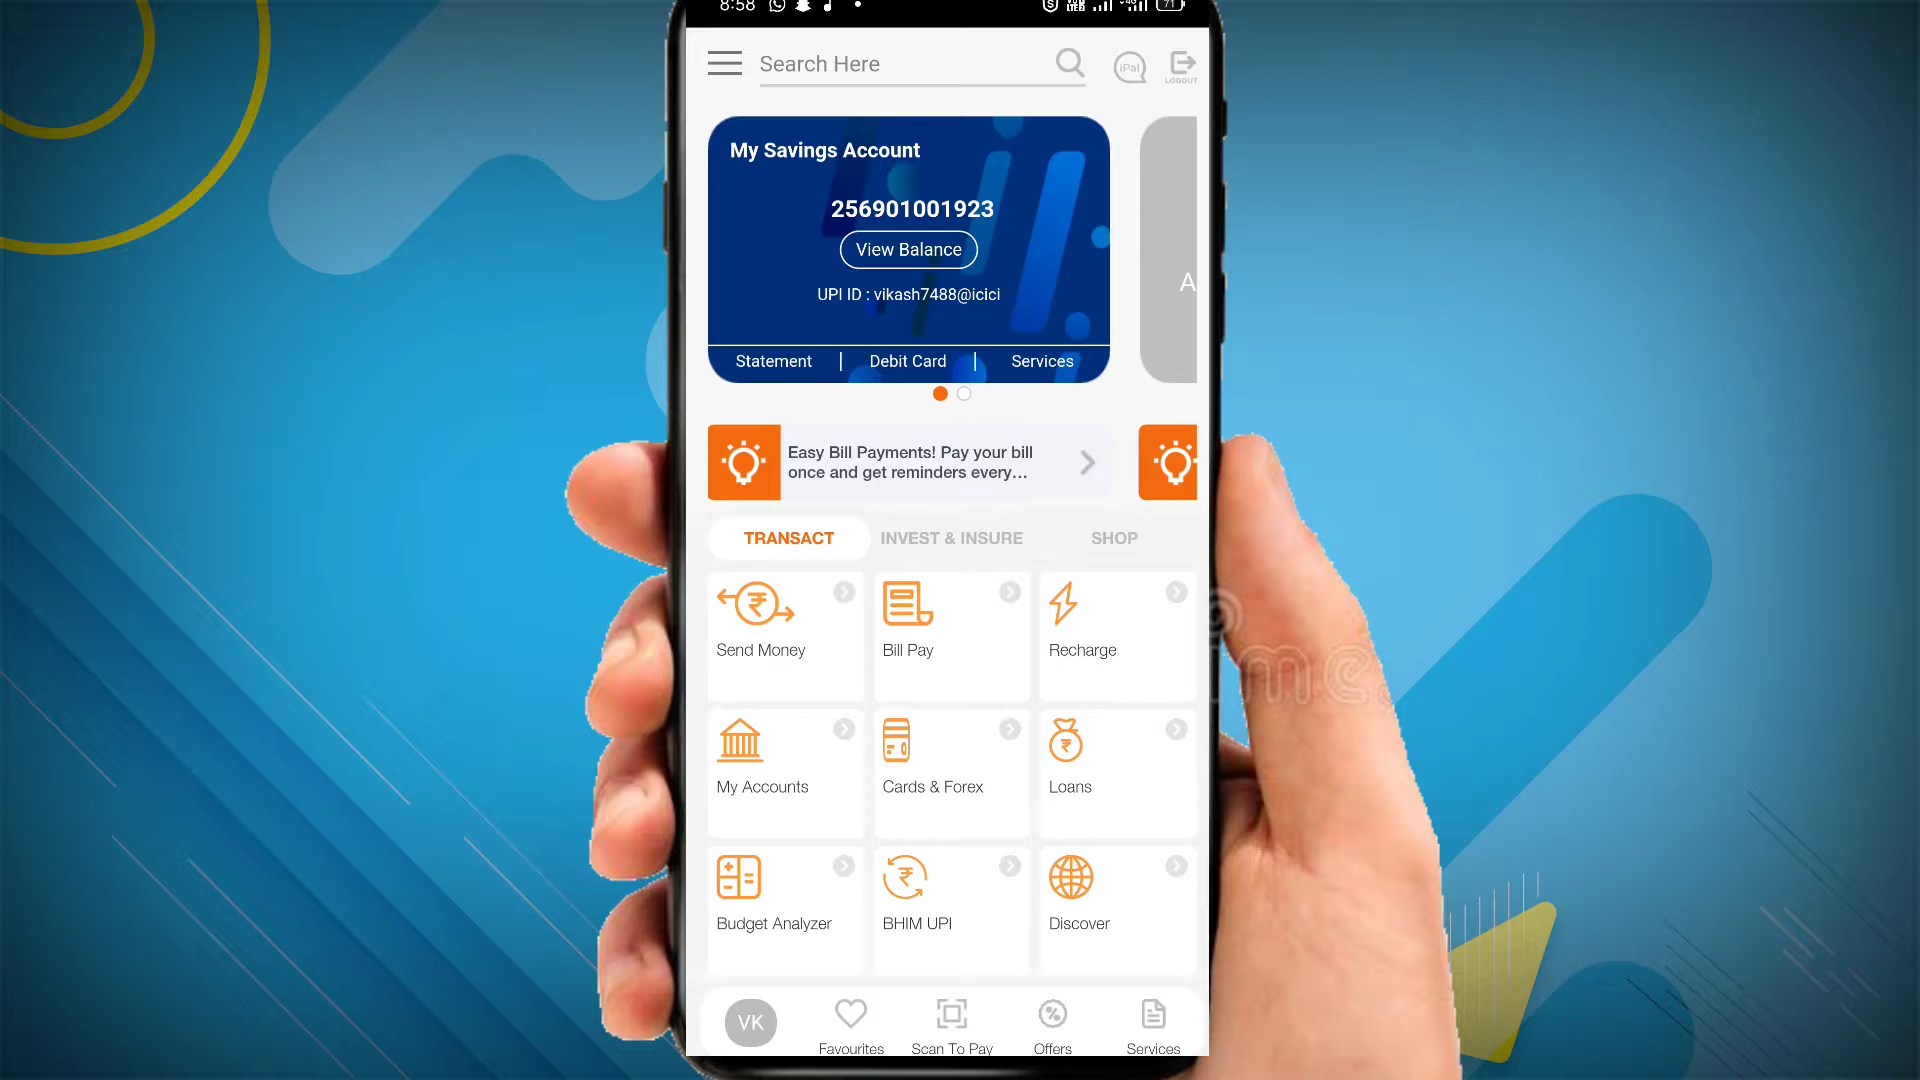 8:58
71
Search Here
iPal
LOGOUT
My Savings Account
256901001923
View Balance
UPI ID : vikash7488@icici
Statement | Debit Card | Services
A
Easy Bill Payments! Pay your bill
once and get reminders every...
TRANSACT INVEST & INSURE SHOP
Send Money Bill Pay Recharge
My Accounts Cards & Forex Loans
Budget Analyzer BHIM UPI Discover
VK
Favourites Scan To Pay Offers Services